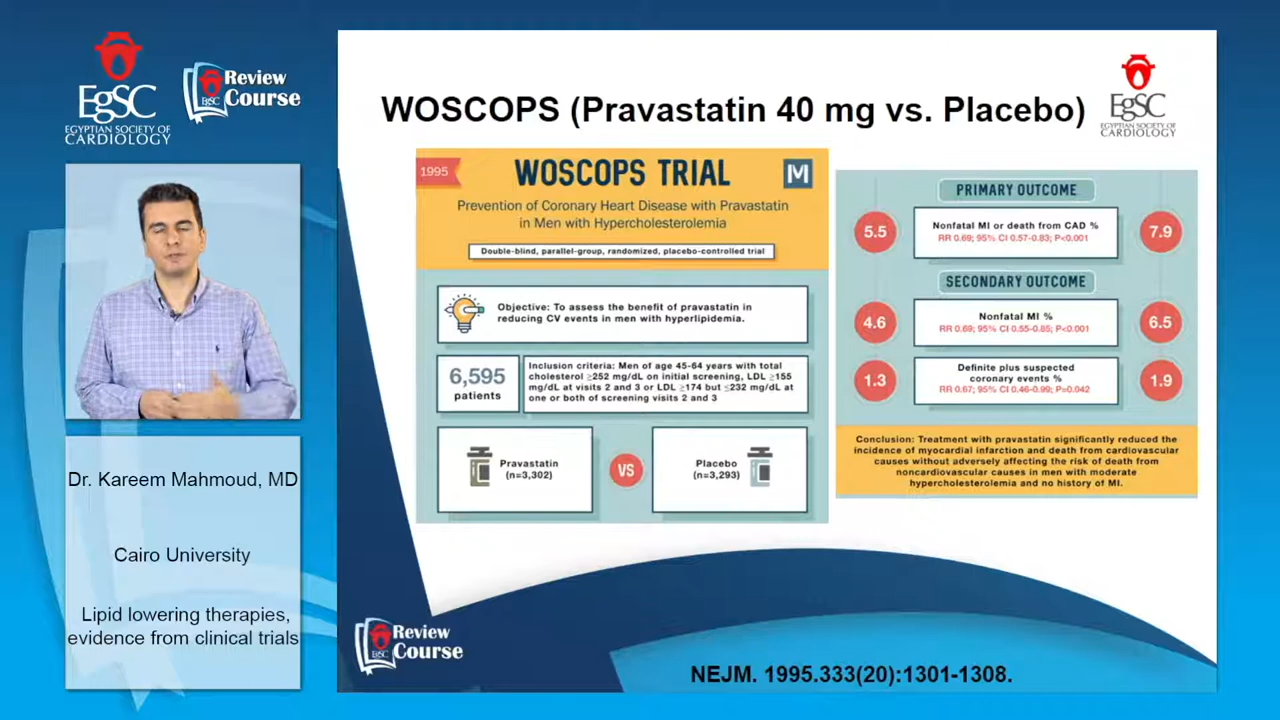 EgSC
EGYPTIAN SOCIETY OF
CARDIOLOGY
Review
Course
EgSC
Dr. Kareem Mahmoud, MD
Cairo University
Lipid lowering therapies,
evidence from clinical trials
WOSCOPS (Pravastatin 40 mg vs. Placebo)
EgSC
EGYPTIAN SOCIETY OF
CARDIOLOGY
1995
WOSCOPS TRIAL
M
Prevention of Coronary Heart Disease with Pravastatin
in Men with Hypercholesterolemia
Double-blind, parallel-group, randomized, placebo-controlled trial
Objective: To assess the benefit of pravastatin in
reducing CV events in men with hyperlipidemia.
6,595
patients
Inclusion criteria: Men of age 45-64 years with total
cholesterol ≥252 mg/dL on initial screening, LDL ≥155
mg/dL at visits 2 and 3 or LDL ≥174 but ≤232 mg/dL at
one or both of screening visits 2 and 3
Pravastatin
(n=3,302)
VS
Placebo
(n=3,293)
PRIMARY OUTCOME
5.5
Nonfatal MI or death from CAD %
RR 0.69; 95% CI 0.57-0.83; P<0.001
7.9
SECONDARY OUTCOME
4.6
Nonfatal MI %
RR 0.69; 95% CI 0.55-0.85; P<0.001
6.5
1.3
Definite plus suspected
coronary events %
RR 0.67; 95% CI 0.46-0.99; P=0.042
1.9
Conclusion: Treatment with pravastatin significantly reduced the
incidence of myocardial infarction and death from cardiovascular
causes without adversely affecting the risk of death from
noncardiovascular causes in men with moderate
hypercholesterolemia and no history of MI.
Review
Course
EgSC
NEJM. 1995.333(20):1301-1308.